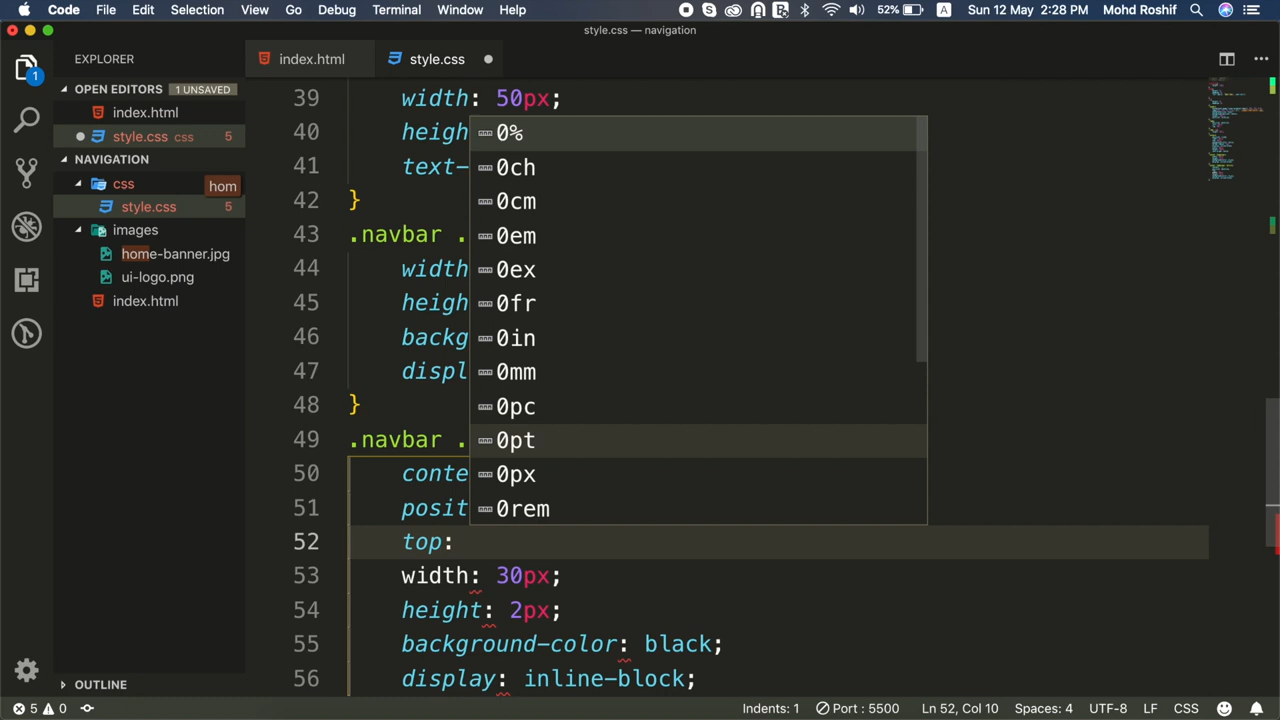 Code File Edit Selection View Go Debug Terminal Window Help 52% A Sun 12 May 2:28 PM Mohd Roshif
style.css — navigation
EXPLORER
OPEN EDITORS 1 UNSAVED
index.html
style.css css 5
NAVIGATION
css
hom
style.css 5
images
home-banner.jpg
ui-logo.png
index.html
OUTLINE
1
index.html style.css
39 width: 50px;
40 heigh
41 text-
42 }
43 .navbar .
44 width
45 heigh
46 backg
47 displ
48 }
49 .navbar .
50 conte
51 posit
52 top:
53 width: 30px;
54 height: 2px;
55 background-color: black;
56 display: inline-block;
0%
0ch
0cm
0em
0ex
0fr
0in
0mm
0pc
0pt
0px
0rem
5 0 Port : 5500 Ln 52, Col 10 Indents: 1 Spaces: 4 UTF-8 LF CSS